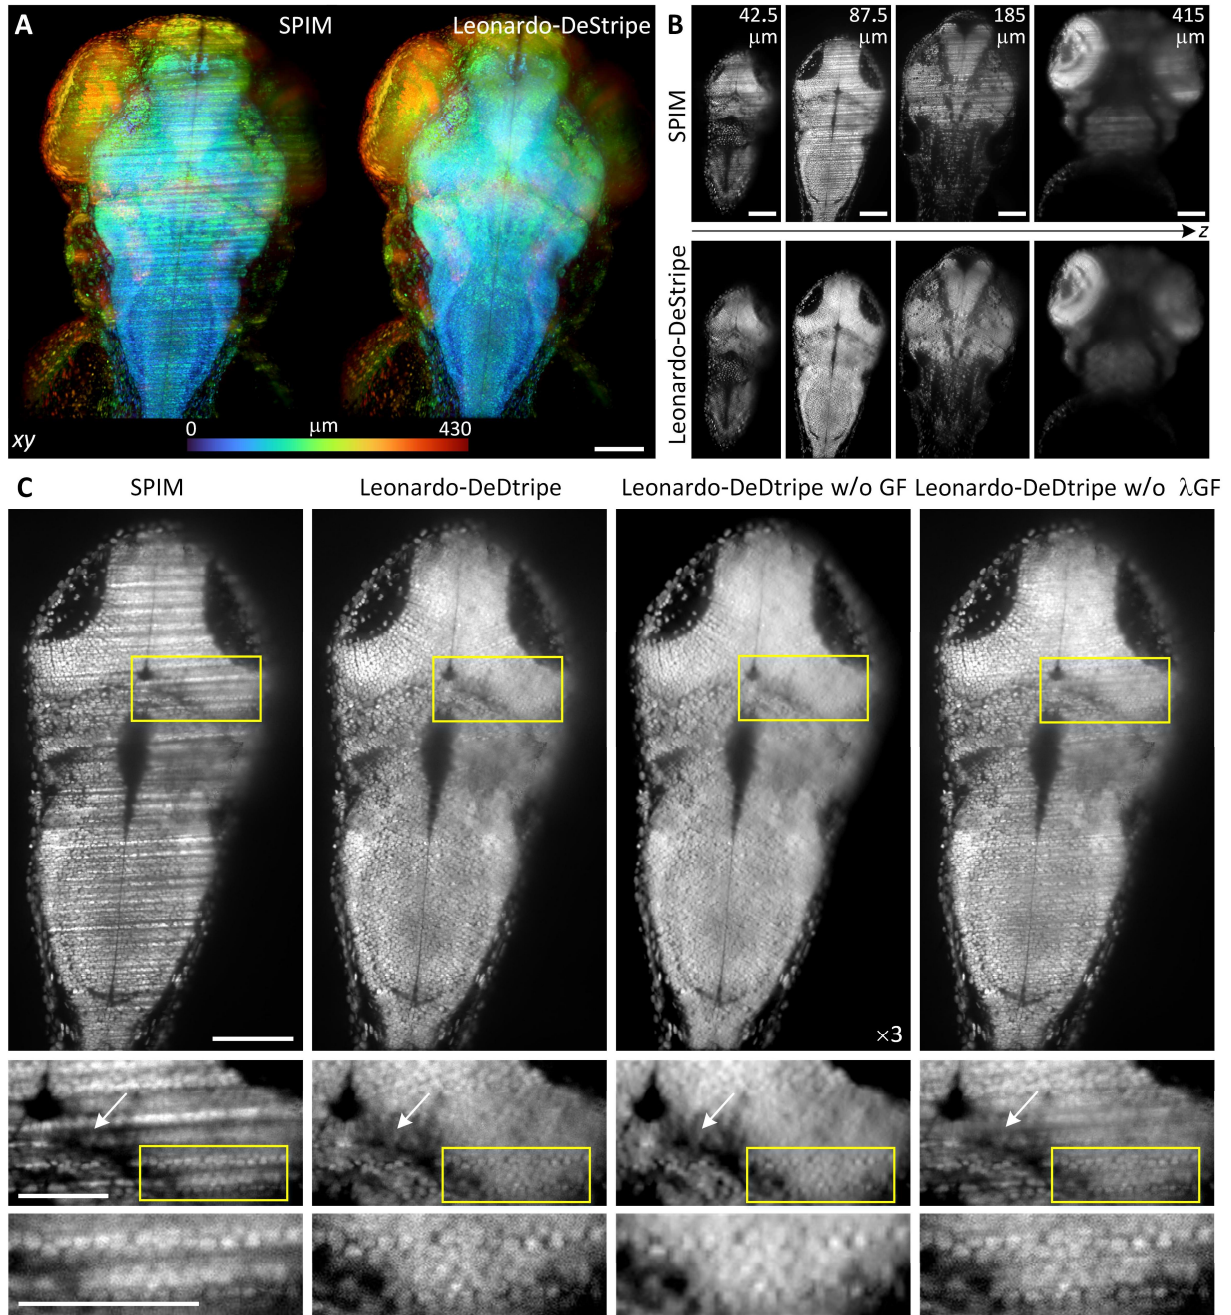 A
SPIM
Leonardo-DeStripe
xy
0
μm
430
B
42.5
μm
87.5
μm
185
μm
415
μm
SPIM
z
Leonardo-DeStripe
C
SPIM
Leonardo-DeDtripe
Leonardo-DeDtripe w/o GF
Leonardo-DeDtripe w/o λGF
×3